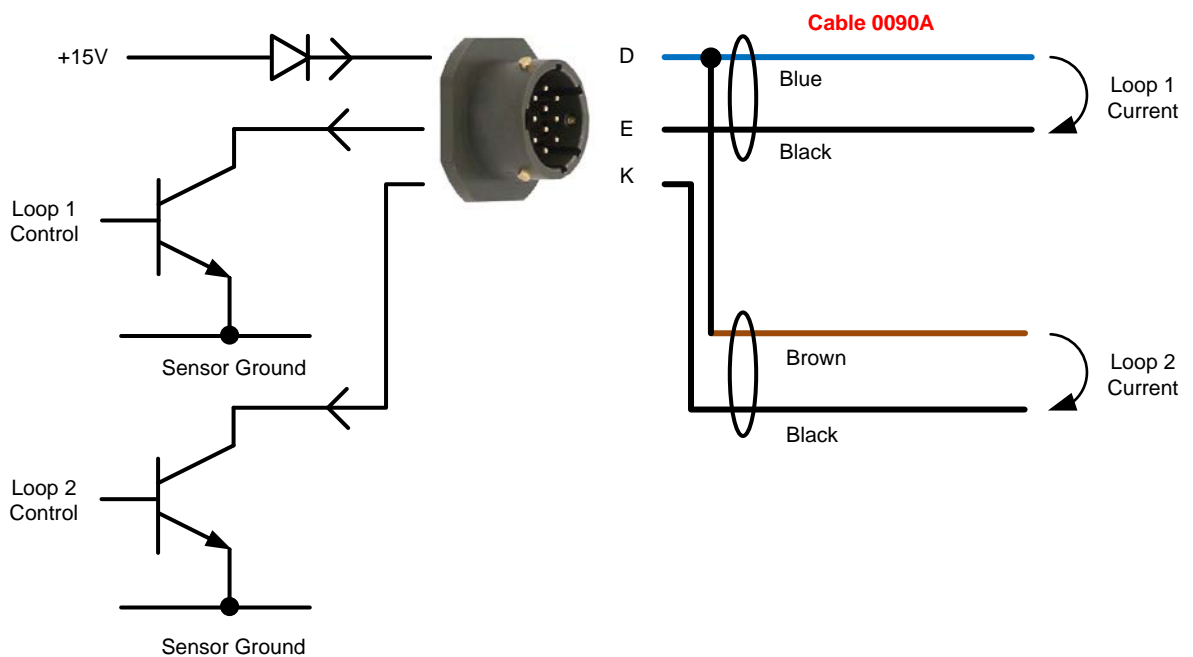 Cable 0090A
+15V
D
Blue
Loop 1
Current
E
Black
K
Loop 1
Control
Sensor Ground
Brown
Loop 2
Current
Black
Loop 2
Control
Sensor Ground